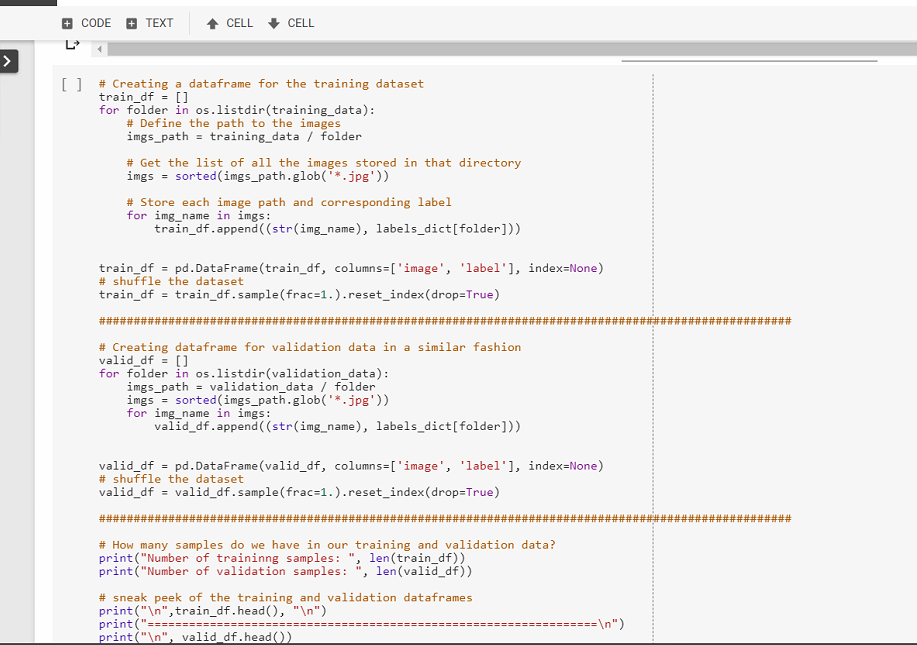 CODE TEXT CELL CELL
[ ] # Creating a dataframe for the training dataset
train_df = []
for folder in os.listdir(training_data):
    # Define the path to the images
    imgs_path = training_data / folder

    # Get the list of all the images stored in that directory
    imgs = sorted(imgs_path.glob('*.jpg'))

    # Store each image path and corresponding label
    for img_name in imgs:
        train_df.append((str(img_name), labels_dict[folder]))

train_df = pd.DataFrame(train_df, columns=['image', 'label'], index=None)
# shuffle the dataset
train_df = train_df.sample(frac=1.).reset_index(drop=True)

####################################################################################################

# Creating dataframe for validation data in a similar fashion
valid_df = []
for folder in os.listdir(validation_data):
    imgs_path = validation_data / folder
    imgs = sorted(imgs_path.glob('*.jpg'))
    for img_name in imgs:
        valid_df.append((str(img_name), labels_dict[folder]))

valid_df = pd.DataFrame(valid_df, columns=['image', 'label'], index=None)
# shuffle the dataset
valid_df = valid_df.sample(frac=1.).reset_index(drop=True)

####################################################################################################

# How many samples do we have in our training and validation data?
print("Number of traininng samples: ", len(train_df))
print("Number of validation samples: ", len(valid_df))

# sneak peek of the training and validation dataframes
print("\n",train_df.head(), "\n")
print("=================================================================\n")
print("\n", valid_df.head())